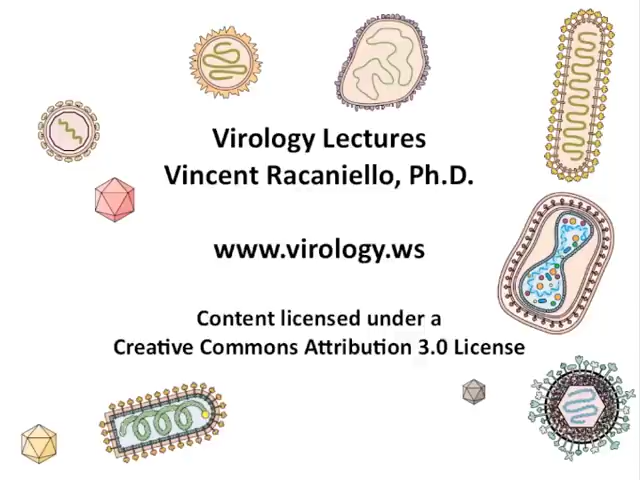 Virology Lectures
Vincent Racaniello, Ph.D.
www.virology.ws
Content licensed under a
Creative Commons Attribution 3.0 License